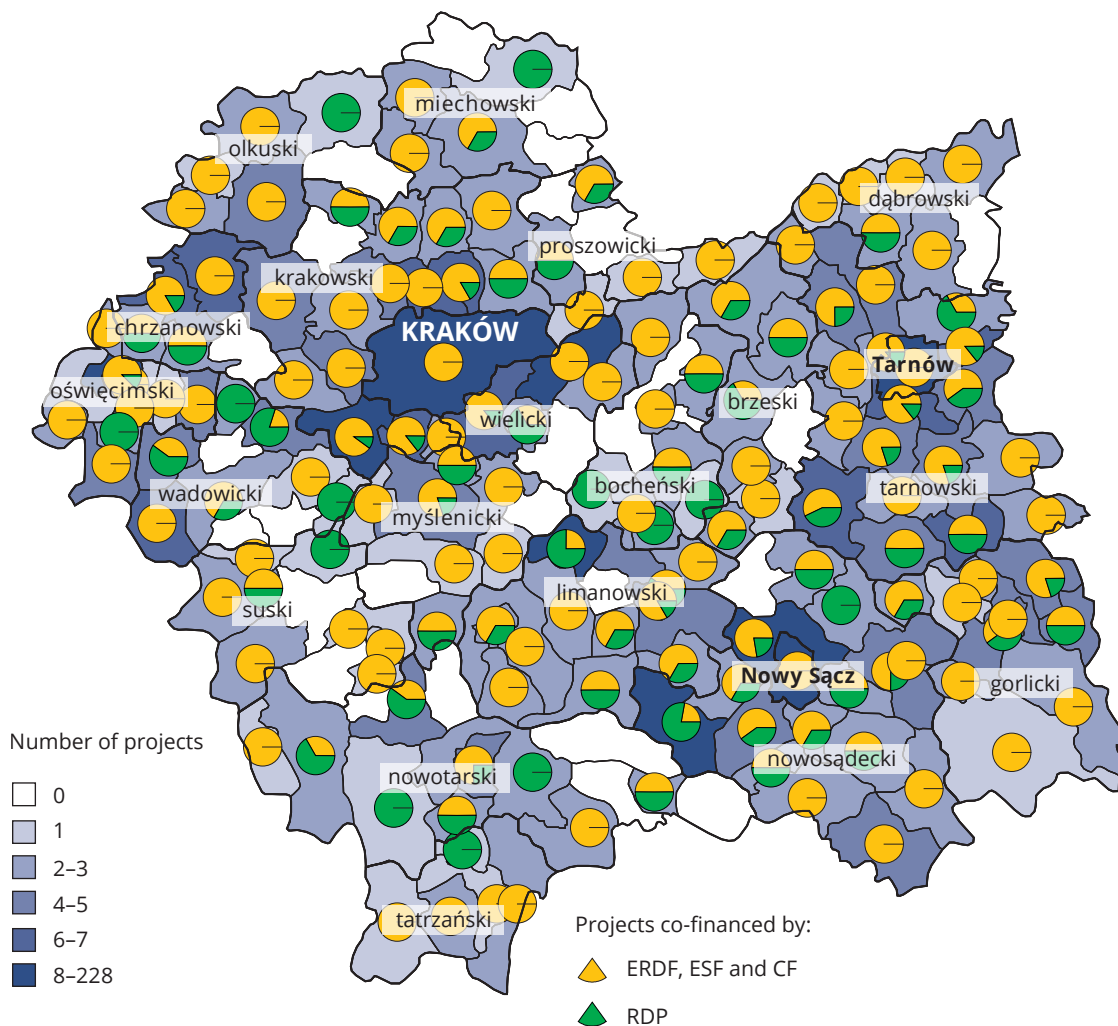 miechowski
olkuski
dąbrowski
proszowicki
krakowski
chrzanowski
KRAKÓW
Tarnów
oświęcimski
brzeski
wielicki
wadowicki
bocheński
tarnowski
myślenicki
limanowski
suski
Nowy Sącz
gorlicki
nowosądecki
nowotarski
tatrzański
Number of projects
0
1
2–3
4–5
6–7
8–228
Projects co-financed by:
ERDF, ESF and CF
RDP